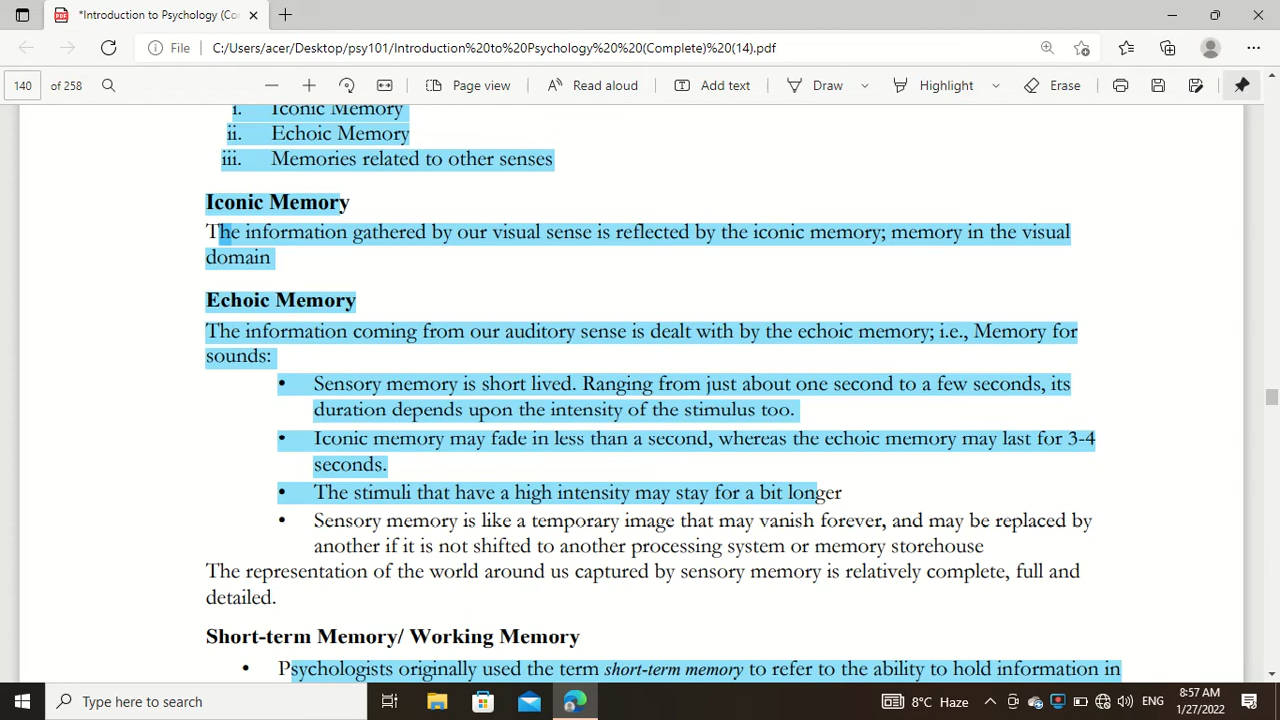 *Introduction to Psychology (Co
File
C:/Users/acer/Desktop/psy101/Introduction%20to%20Psychology%20%20(Complete)%20(14).pdf
140 of 258
Page view
Read aloud
Add text
Draw
Highlight
Erase
i. Iconic Memory
ii. Echoic Memory
iii. Memories related to other senses
Iconic Memory
The information gathered by our visual sense is reflected by the iconic memory; memory in the visual
domain
Echoic Memory
The information coming from our auditory sense is dealt with by the echoic memory; i.e., Memory for
sounds:
• Sensory memory is short lived. Ranging from just about one second to a few seconds, its
duration depends upon the intensity of the stimulus too.
• Iconic memory may fade in less than a second, whereas the echoic memory may last for 3-4
seconds.
• The stimuli that have a high intensity may stay for a bit longer
• Sensory memory is like a temporary image that may vanish forever, and may be replaced by
another if it is not shifted to another processing system or memory storehouse
The representation of the world around us captured by sensory memory is relatively complete, full and
detailed.
Short-term Memory/ Working Memory
• Psychologists originally used the term short-term memory to refer to the ability to hold information in
Type here to search
8°C Haze
ENG
8:57 AM
1/27/2022